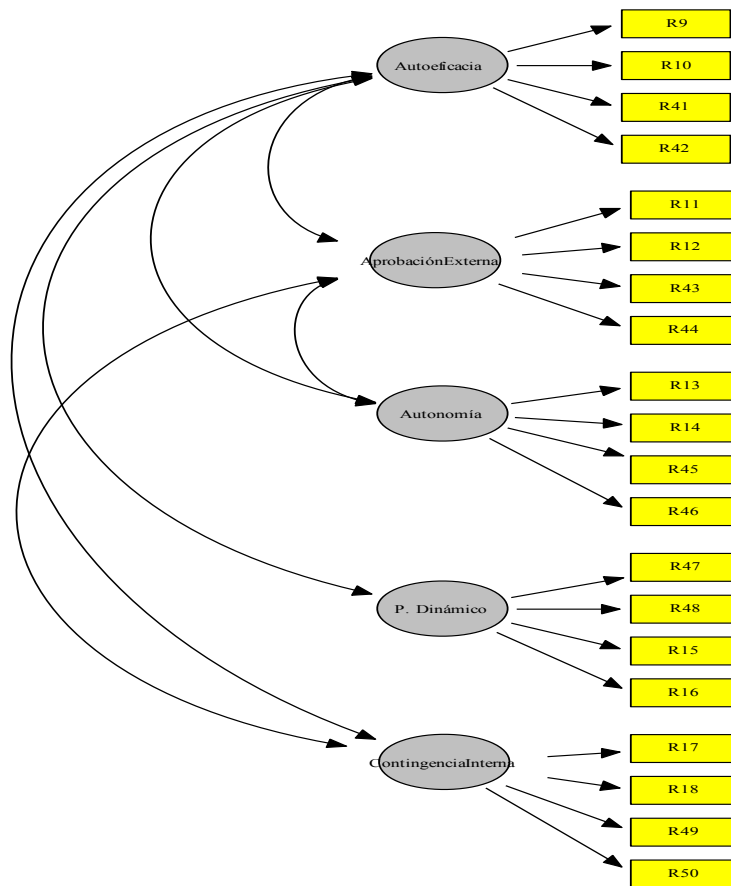 R9
Autoeficacia
R10
R41
R42
R11
R12
AprobaciónExterna
R43
R44
R13
Autonomía
R14
R45
R46
R47
P. Dinámico
R48
R15
R16
R17
ContingenciaInterna
R18
R49
R50